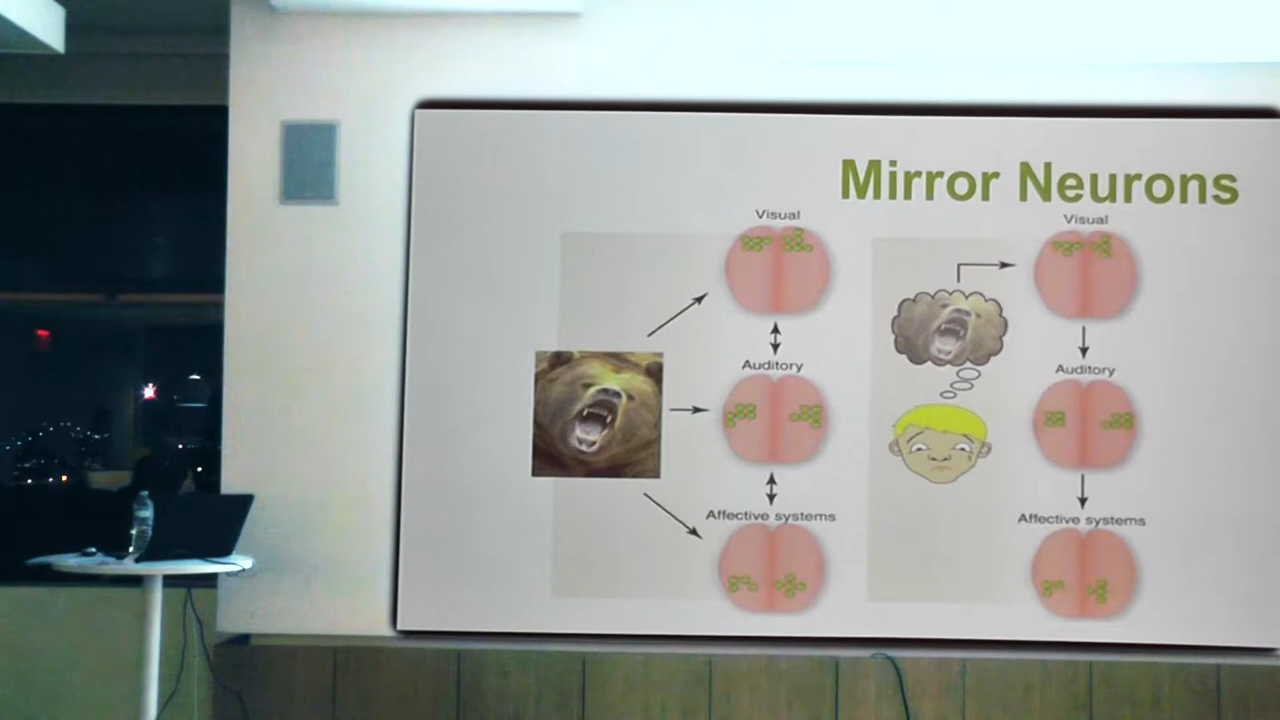 Mirror Neurons
Visual
Auditory
Affective systems
Visual
Auditory
Affective systems